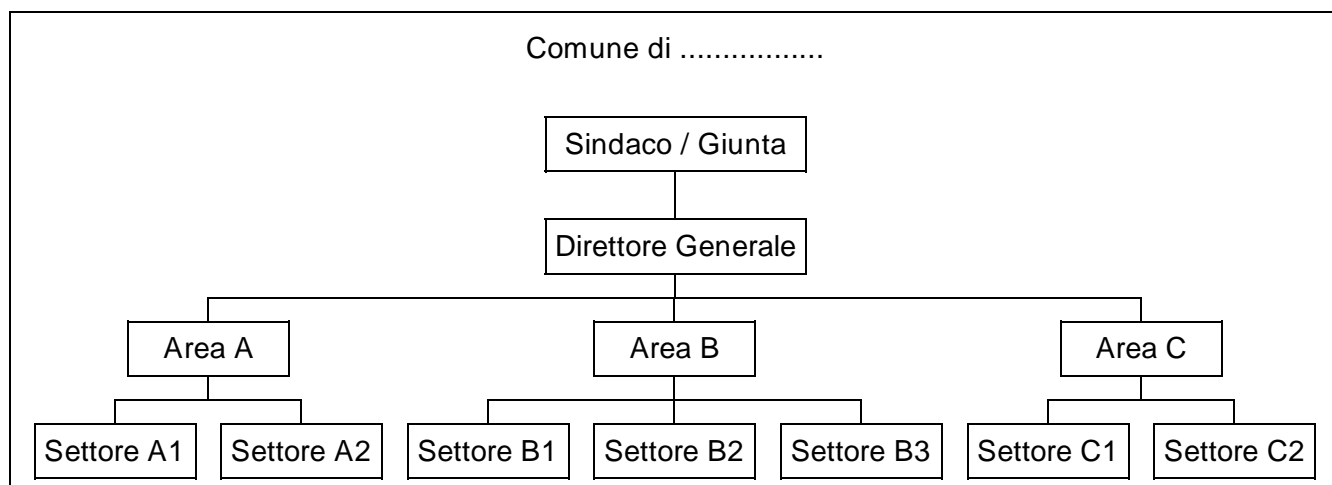 Comune di .................
Sindaco / Giunta
Direttore Generale
Area A
Area B
Area C
Settore A1
Settore A2
Settore B1
Settore B2
Settore B3
Settore C1
Settore C2